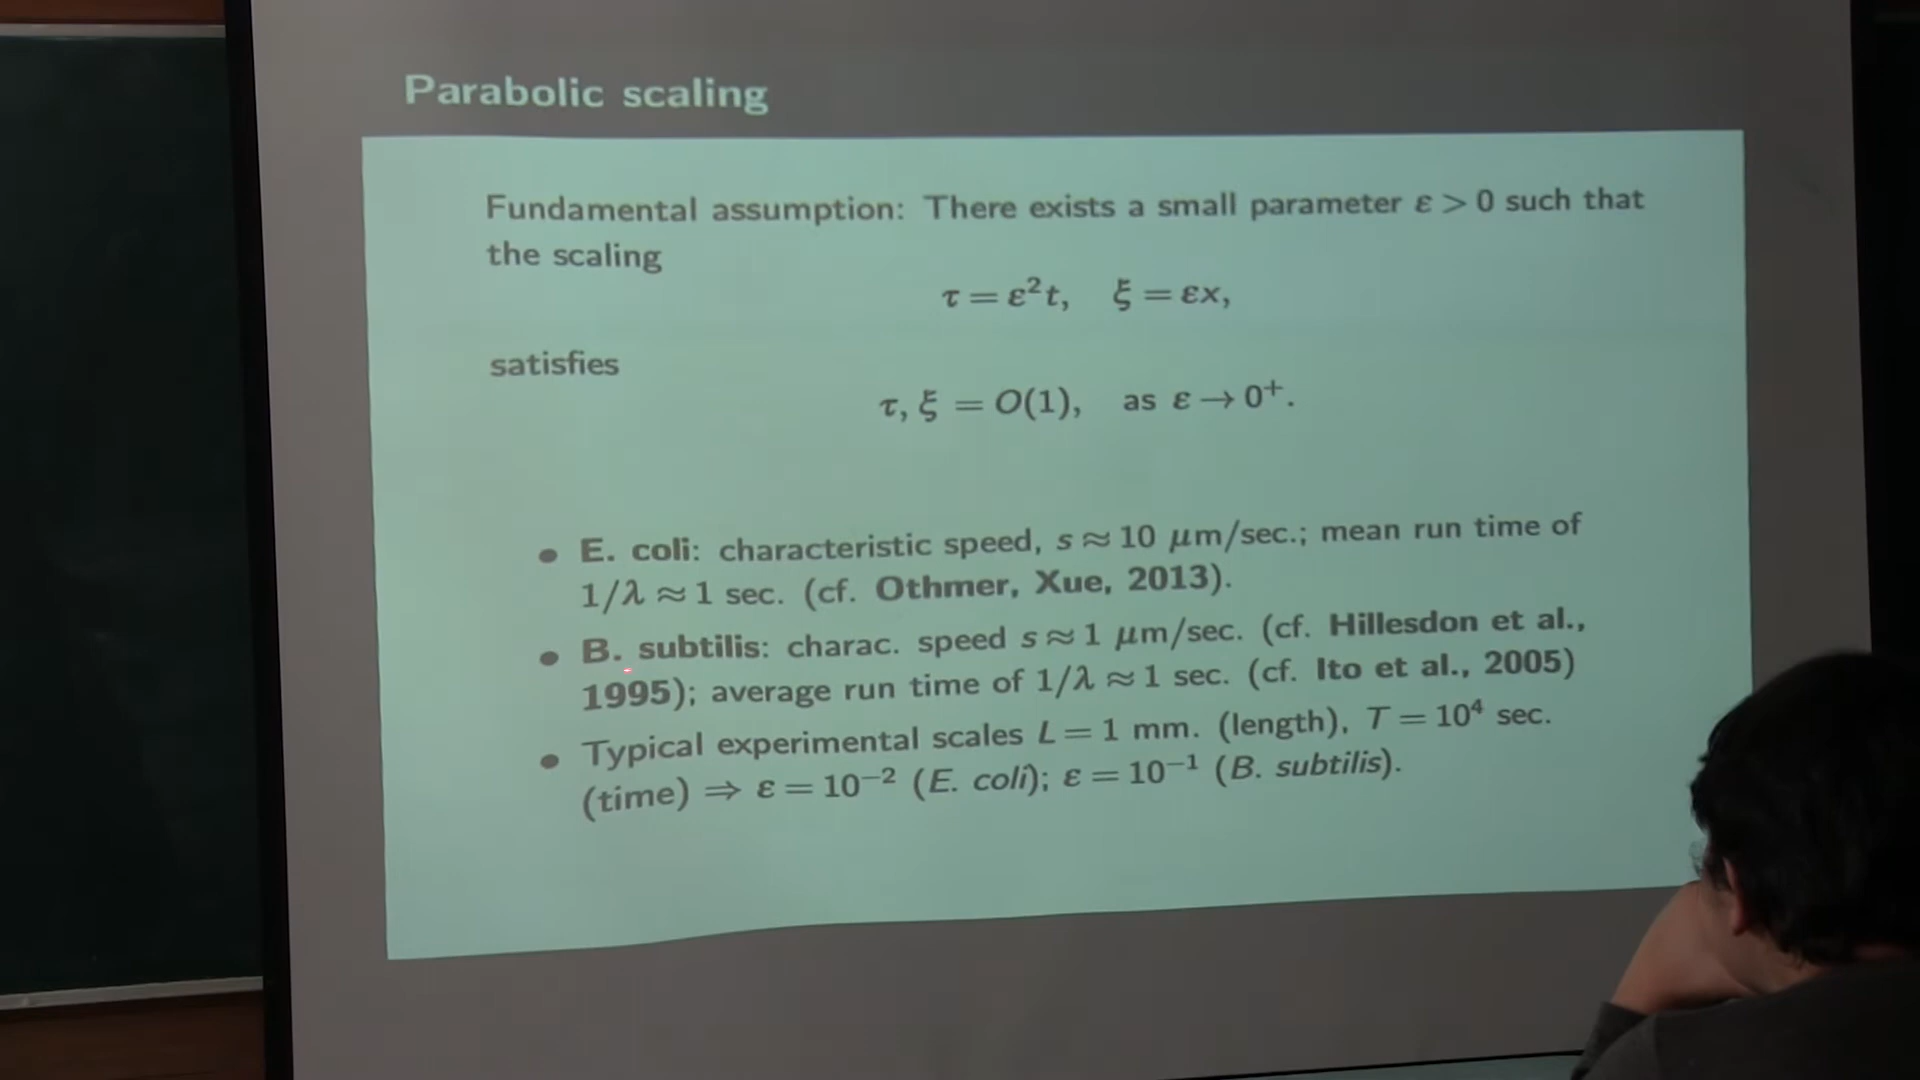 Parabolic scaling
Fundamental assumption: There exists a small parameter ε > 0 such that
the scaling
τ = ε²t, ξ = εx,
satisfies
τ, ξ = O(1), as ε → 0⁺.
• E. coli: characteristic speed, s ≈ 10 μm/sec.; mean run time of
1/λ ≈ 1 sec. (cf. Othmer, Xue, 2013).
• B. subtilis: charac. speed s ≈ 1 μm/sec. (cf. Hillesdon et al.,
1995); average run time of 1/λ ≈ 1 sec. (cf. Ito et al., 2005)
• Typical experimental scales L = 1 mm. (length), T = 10⁴ sec.
(time) ⇒ ε = 10⁻² (E. coli); ε = 10⁻¹ (B. subtilis).